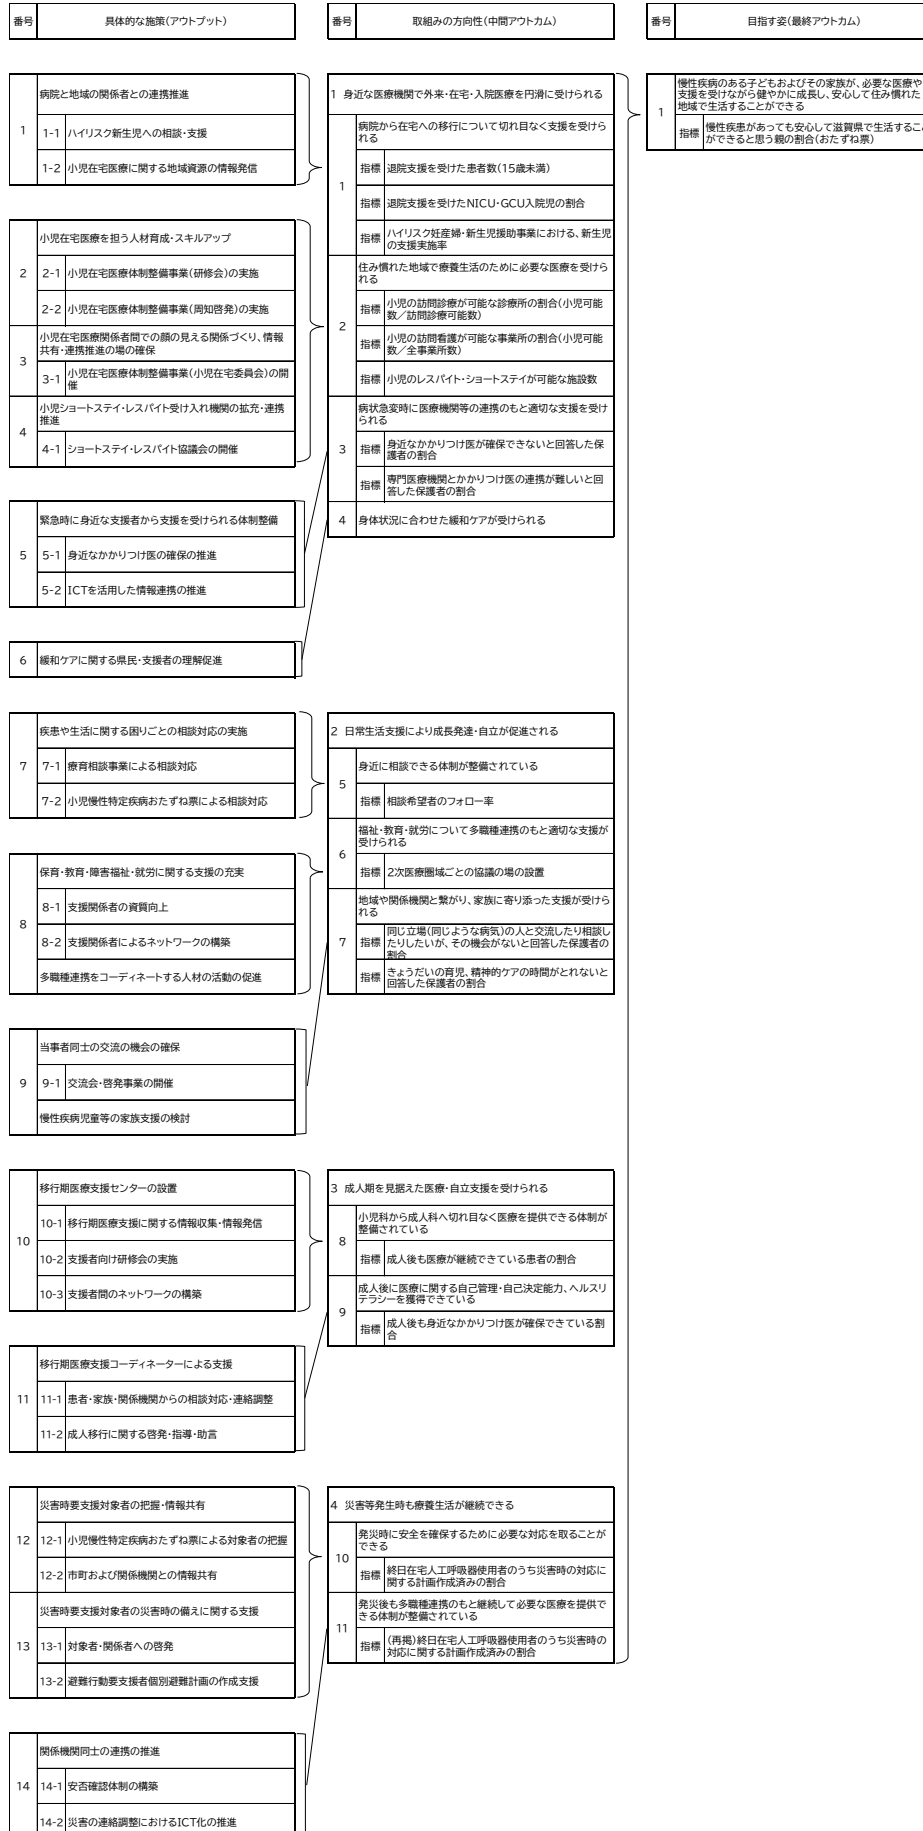 番号 具体的な施策(アウトプット)
1 病院と地域の関係者との連携推進
1-1 ハイリスク新生児への相談・支援
1-2 小児在宅医療に関する地域資源の情報発信
2 小児在宅医療を担う人材育成・スキルアップ
2-1 小児在宅医療体制整備事業(研修会)の実施
2-2 小児在宅医療体制整備事業(周知啓発)の実施
3 小児在宅医療関係者間での顔の見える関係づくり、情報
共有・連携推進の場の確保
3-1 小児在宅医療体制整備事業(小児在宅委員会)の開
催
4 小児ショートステイ・レスパイト受け入れ機関の拡充・連携
推進
4-1 ショートステイ・レスパイト協議会の開催
5 緊急時に身近な支援者から支援を受けられる体制整備
5-1 身近なかかりつけ医の確保の推進
5-2 ICTを活用した情報連携の推進
6 緩和ケアに関する県民・支援者の理解促進
7 疾患や生活に関する困りごとの相談対応の実施
7-1 療育相談事業による相談対応
7-2 小児慢性特定疾病おたずね票による相談対応
8 保育・教育・障害福祉・就労に関する支援の充実
8-1 支援関係者の資質向上
8-2 支援関係者によるネットワークの構築
多職種連携をコーディネートする人材の活動の促進
9 当事者同士の交流の機会の確保
9-1 交流会・啓発事業の開催
慢性疾病児童等の家族支援の検討
10 移行期医療支援センターの設置
10-1 移行期医療支援に関する情報収集・情報発信
10-2 支援者向け研修会の実施
10-3 支援者間のネットワークの構築
11 移行期医療支援コーディネーターによる支援
11-1 患者・家族・関係機関からの相談対応・連絡調整
11-2 成人移行に関する啓発・指導・助言
12 災害時要支援対象者の把握・情報共有
12-1 小児慢性特定疾病おたずね票による対象者の把握
12-2 市町および関係機関との情報共有
13 災害時要支援対象者の災害時の備えに関する支援
13-1 対象者・関係者への啓発
13-2 避難行動要支援者個別避難計画の作成支援
14 関係機関同士の連携の推進
14-1 安否確認体制の構築
14-2 災害の連絡調整におけるICT化の推進
番号 取組みの方向性(中間アウトカム)
1 身近な医療機関で外来・在宅・入院医療を円滑に受けられる
1 病院から在宅への移行について切れ目なく支援を受けら
れる
指標 退院支援を受けた患者数(15歳未満)
指標 退院支援を受けたNICU・GCU入院児の割合
指標 ハイリスク妊産婦・新生児援助事業における、新生児
の支援実施率
2 住み慣れた地域で療養生活のために必要な医療を受けら
れる
指標 小児の訪問診療が可能な診療所の割合(小児可能
数/訪問診療可能数)
指標 小児の訪問看護が可能な事業所の割合(小児可能
数/全事業所数)
指標 小児のレスパイト・ショートステイが可能な施設数
3 病状急変時に医療機関等の連携のもと適切な支援を受け
られる
指標 身近なかかりつけ医が確保できないと回答した保
護者の割合
指標 専門医療機関とかかりつけ医の連携が難しいと回
答した保護者の割合
4 身体状況に合わせた緩和ケアが受けられる
2 日常生活支援により成長発達・自立が促進される
5 身近に相談できる体制が整備されている
指標 相談希望者のフォロー率
6 福祉・教育・就労について多職種連携のもと適切な支援が
受けられる
指標 2次医療圏域ごとの協議の場の設置
7 地域や関係機関と繋がり、家族に寄り添った支援が受けら
れる
指標 同じ立場(同じような病気)の人と交流したり相談し
たりしたいが、その機会がないと回答した保護者の
割合
指標 きょうだいの育児、精神的ケアの時間がとれないと
回答した保護者の割合
3 成人期を見据えた医療・自立支援を受けられる
8 小児科から成人科へ切れ目なく医療を提供できる体制が
整備されている
指標 成人後も医療が継続できている患者の割合
9 成人後に医療に関する自己管理・自己決定能力、ヘルスリ
テラシーを獲得できている
指標 成人後も身近なかかりつけ医が確保できている割
合
4 災害等発生時も療養生活が継続できる
10 発災時に安全を確保するために必要な対応を取ることが
できる
指標 終日在宅人工呼吸器使用者のうち災害時の対応に
関する計画作成済みの割合
11 発災後も多職種連携のもと継続して必要な医療を提供で
きる体制が整備されている
指標 (再掲)終日在宅人工呼吸器使用者のうち災害時の
対応に関する計画作成済みの割合
番号 目指す姿(最終アウトカム)
1 慢性疾病のある子どもおよびその家族が、必要な医療や
支援を受けながら健やかに成長し、安心して住み慣れた
地域で生活することができる
指標 慢性疾患があっても安心して滋賀県で生活するこ
ができると思う親の割合(おたずね票)